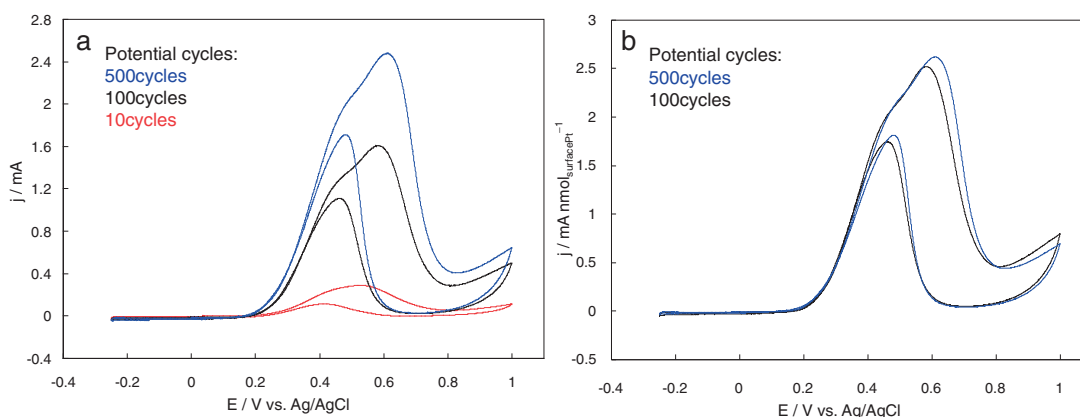 a
Potential cycles:
500cycles
100cycles
10cycles
j / mA
2.8
2.4
2
1.6
1.2
0.8
0.4
0
-0.4
-0.4 -0.2 0 0.2 0.4 0.6 0.8 1
E / V vs. Ag/AgCl
b
Potential cycles:
500cycles
100cycles
j / mA nmol surfacePt -1
3
2.5
2
1.5
1
0.5
0
-0.5
-0.4 -0.2 0 0.2 0.4 0.6 0.8 1
E / V vs. Ag/AgCl